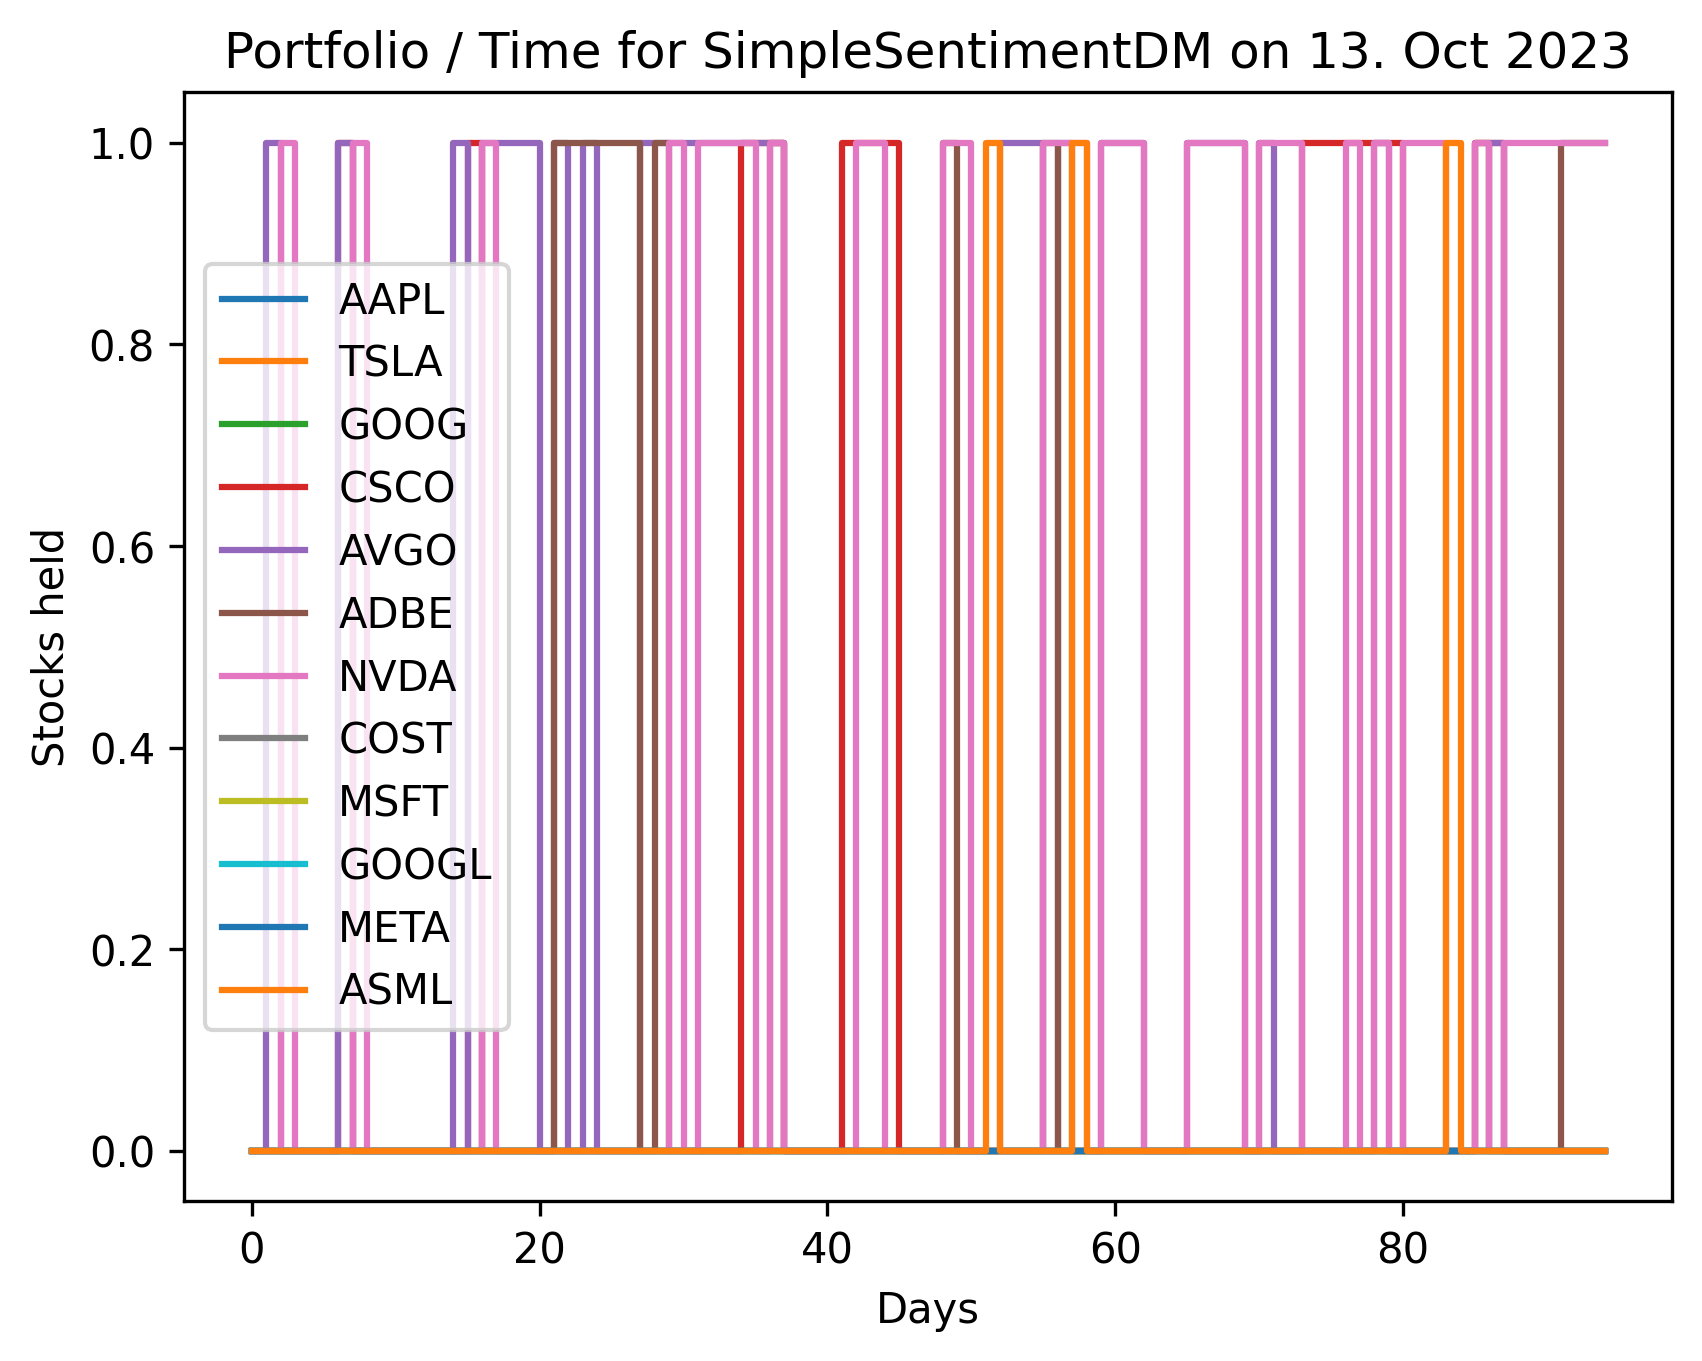 Portfolio / Time for SimpleSentimentDM on 13. Oct 2023
1.0
0.8
0.6
0.4
0.2
0.0
Stocks held
AAPL
TSLA
GOOG
CSCO
AVGO
ADBE
NVDA
COST
MSFT
GOOGL
META
ASML
0 20 40 60 80
Days